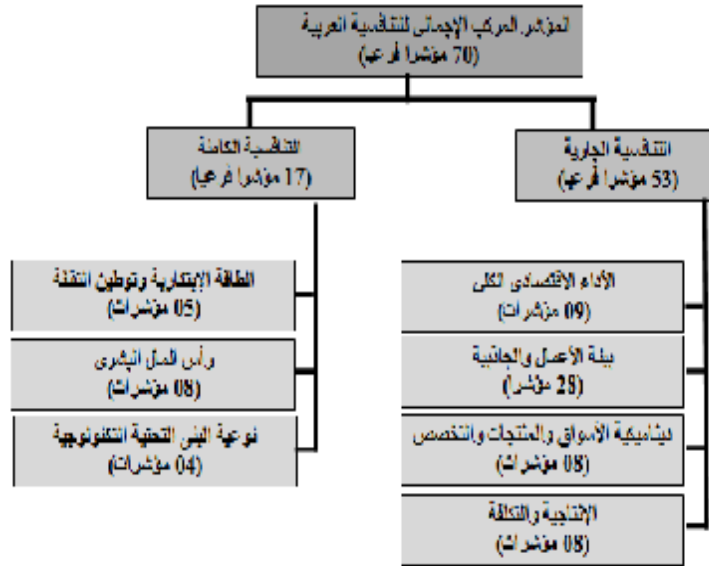 المؤشر المركب الإجمالي للتنافسية العربية
(70 مؤشرا فرعيا)
التنافسية الجارية
(53 مؤشرا فرعيا)
التنافسية الكامنة
(17 مؤشرا فرعيا)
الأداء الاقتصادي الكلي
(09 مؤشرات)
بيئة الأعمال والجاذبية
(28 مؤشرا)
ديناميكية الأسواق والمنتجات والتخصص
(08 مؤشرات)
الإنتاجية والتكلفة
(08 مؤشرات)
الطاقة الإبتكارية وتوطين التقنة
(05 مؤشرات)
رأس المال البشري
(08 مؤشرات)
نوعية البنى التحتية التكنولوجية
(04 مؤشرات)